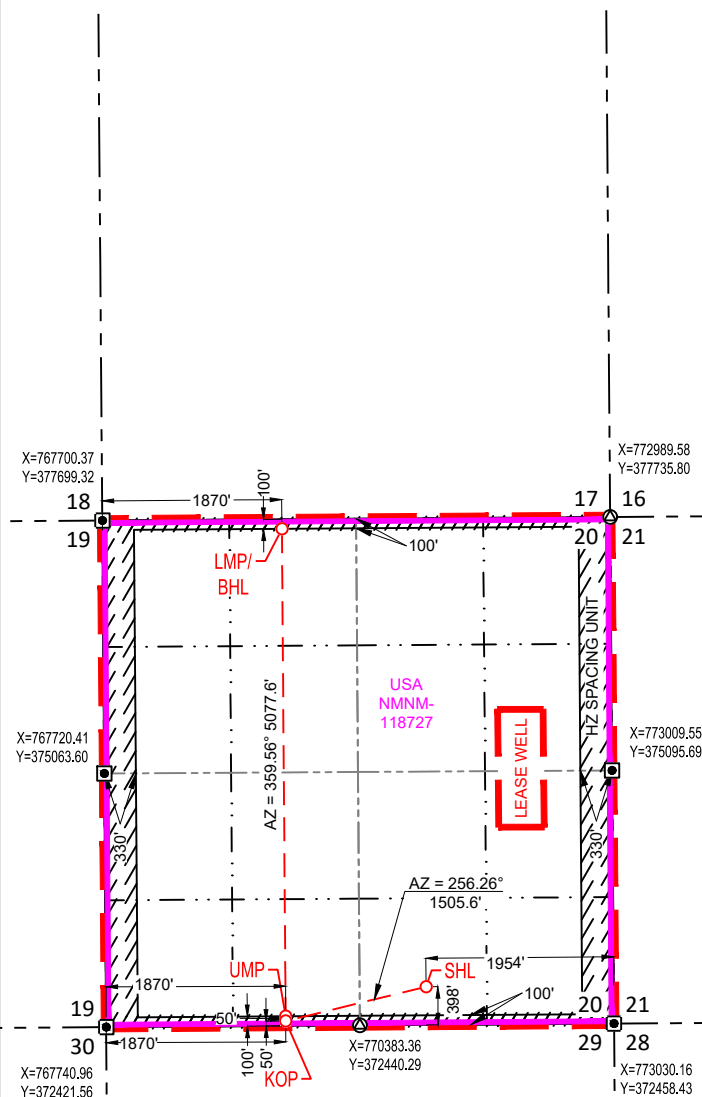 X=767700.37
Y=377699.32
X=772989.58
Y=377735.80
18
1870'
100'
17
16
19
20
21
LMP/
BHL
100'
HZ SPACING UNIT
USA
NMNM-
118727
AZ = 359.56° 5077.6'
LEASE WELL
X=767720.41
Y=375063.60
X=773009.55
Y=375095.69
330'
330'
AZ = 256.26°
1505.6'
1954'
UMP
SHL
1870'
398'
100'
19
20
21
50'
30
1870'
100'
50'
KOP
29
28
X=770383.36
Y=372440.29
X=767740.96
Y=372421.56
X=773030.16
Y=372458.43